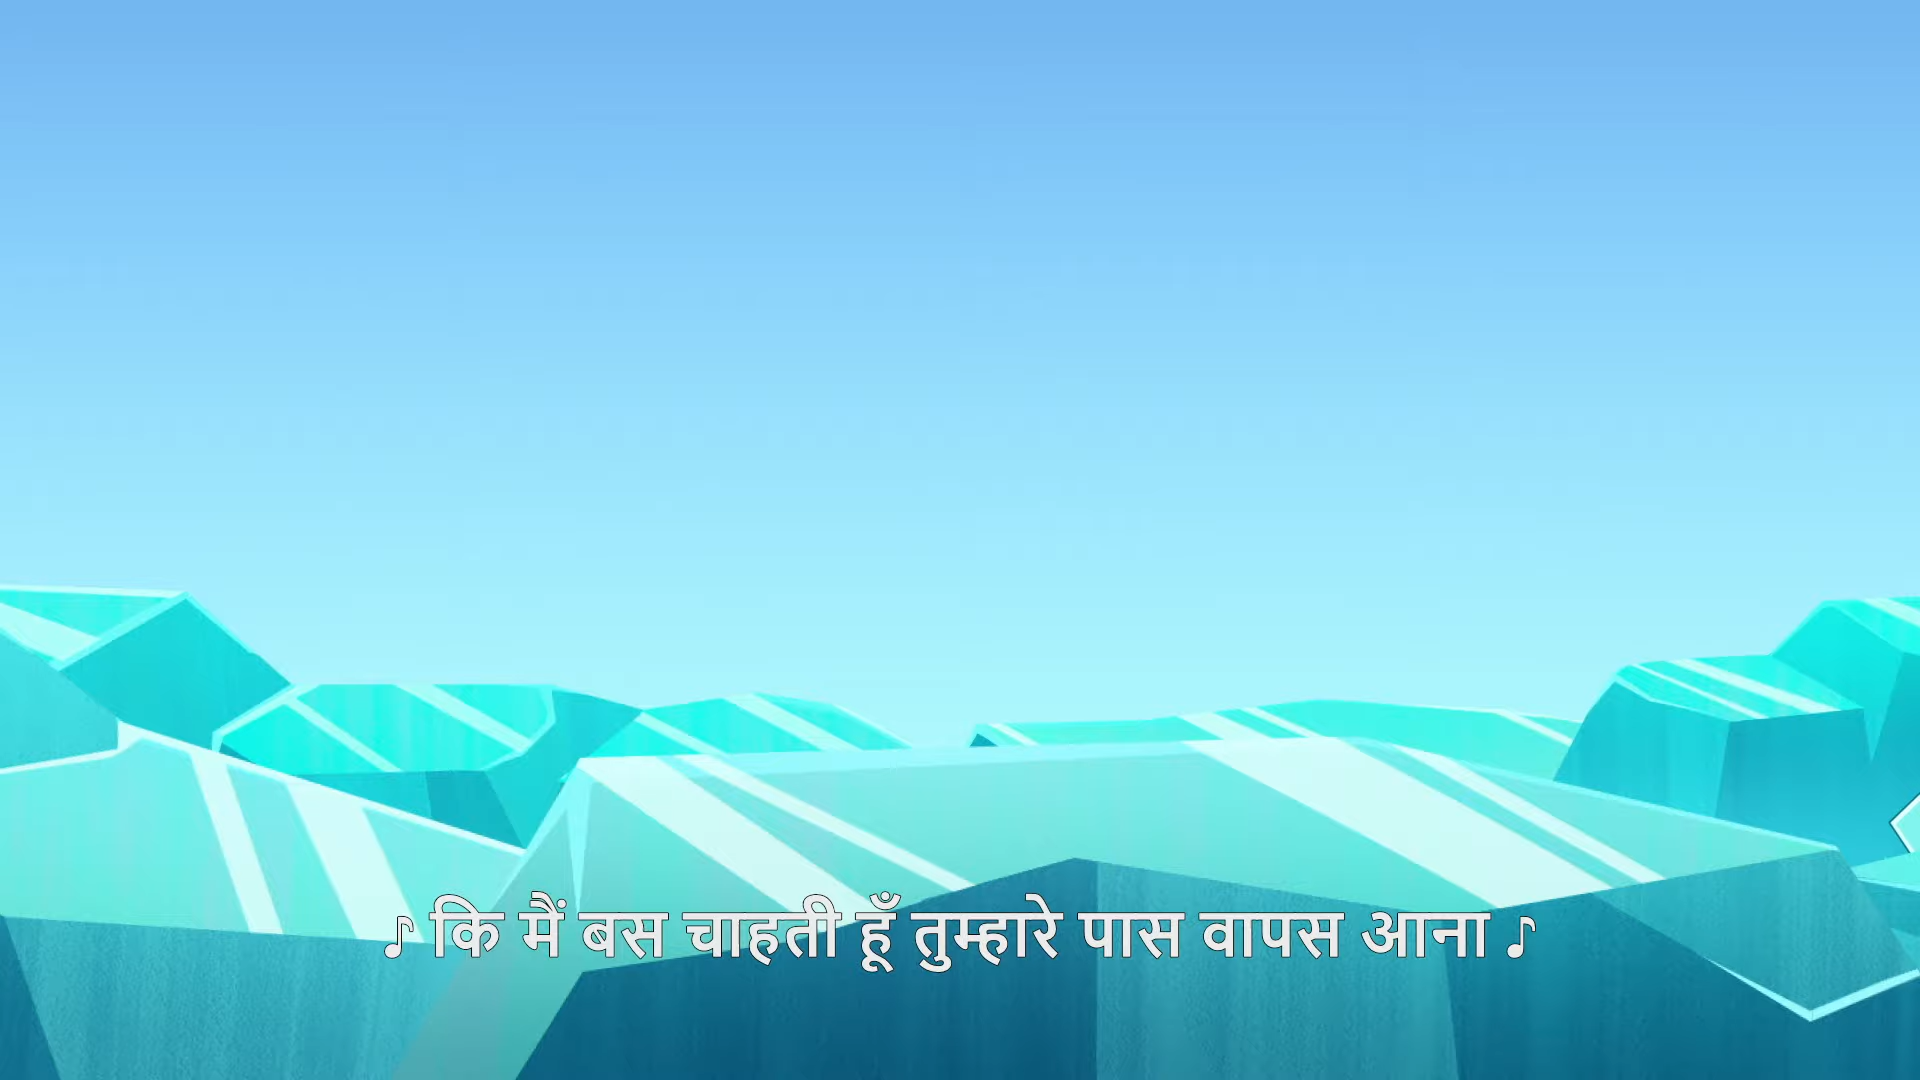 ♪ कि मैं बस चाहती हूँ तुम्हारे पास वापस आना ♪